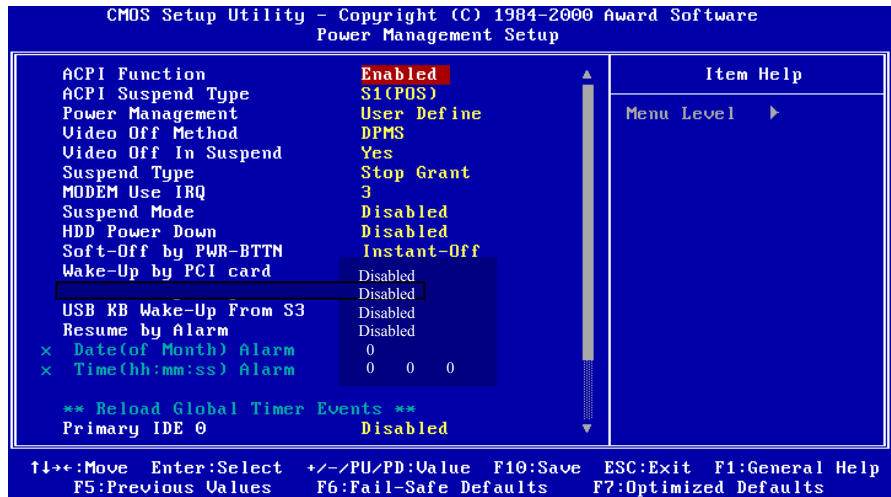 CMOS Setup Utility – Copyright (C) 1984-2000 Award Software
Power Management Setup
ACPI Function Enabled
Item Help
ACPI Suspend Type S1(POS)
Power Management User Define
Menu Level
Video Off Method DPMS
Video Off In Suspend Yes
Suspend Type Stop Grant
MODEM Use IRQ 3
Suspend Mode Disabled
HDD Power Down Disabled
Soft-Off by PWR-BTTN Instant-Off
Wake-Up by PCI card Disabled
Disabled
USB KB Wake-Up From S3 Disabled
Resume by Alarm Disabled
x Date(of Month) Alarm 0
x Time(hh:mm:ss) Alarm 0 0 0
** Reload Global Timer Events **
Primary IDE 0 Disabled
↑↓→←:Move Enter:Select +/-/PU/PD:Value F10:Save ESC:Exit F1:General Help
F5:Previous Values F6:Fail-Safe Defaults F7:Optimized Defaults